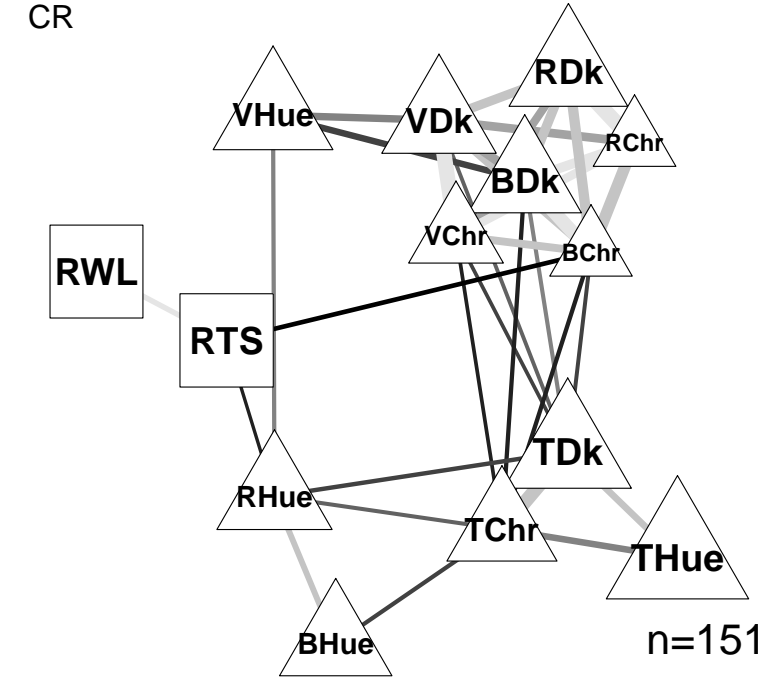 CR
RDk
VHue
VDk
RChr
BDk
VChr
BChr
RWL
RTS
TDk
RHue
TChr
THue
BHue
n=151